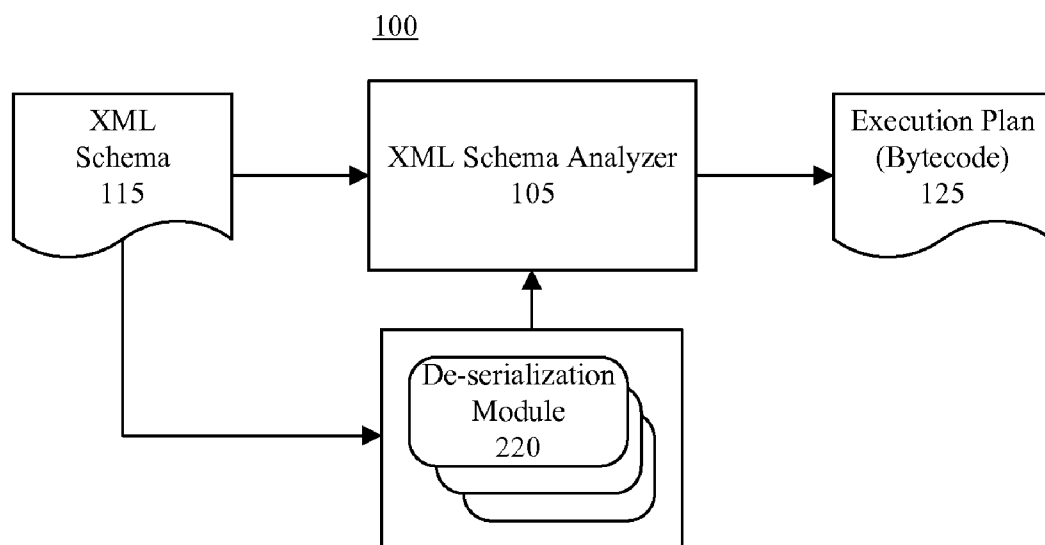 100
XML
Schema
115
XML Schema Analyzer
105
Execution Plan
(Bytecode)
125
De-serialization
Module
220